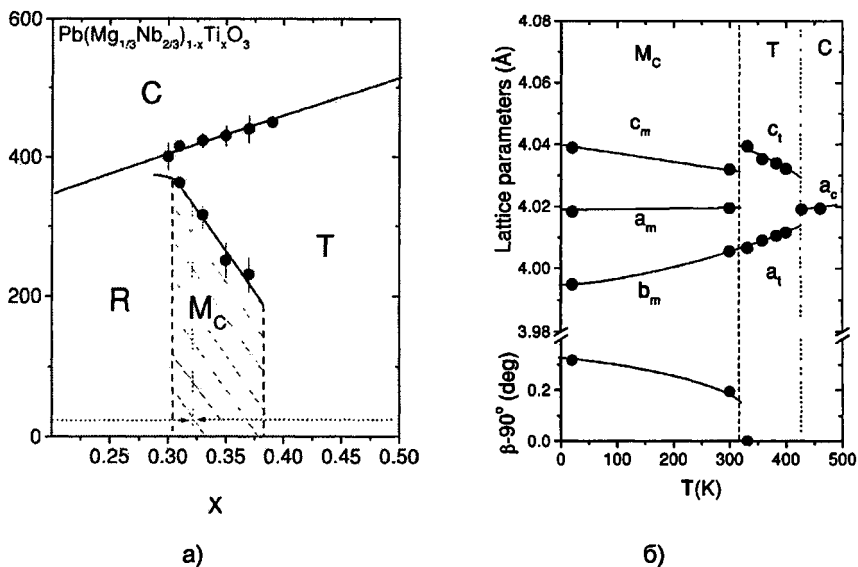 Pb(Mg1/3Nb2/3)1-xTixO3
600
400
200
0
C
R
MC
T
0.25 0.30 0.35 0.40 0.45 0.50
X
а)
Lattice parameters (Å)
4.08
4.06
4.04
4.02
4.00
3.98
β-90° (deg)
0.2
0.0
MC T C
cm
ct
am
ac
bm
at
0 100 200 300 400 500
T(K)
б)